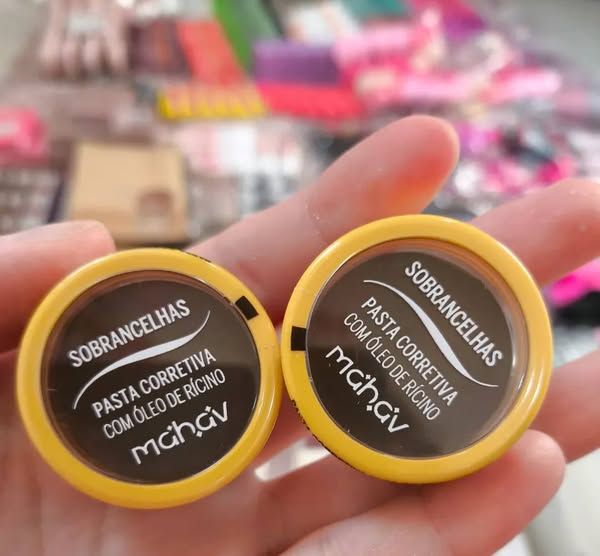 SOBRANCELHAS
PASTA CORRETIVA
COM ÓLEO DE RÍCINO
mahav
SOBRANCELHAS
PASTA CORRETIVA
COM ÓLEO DE RÍCINO
mahav